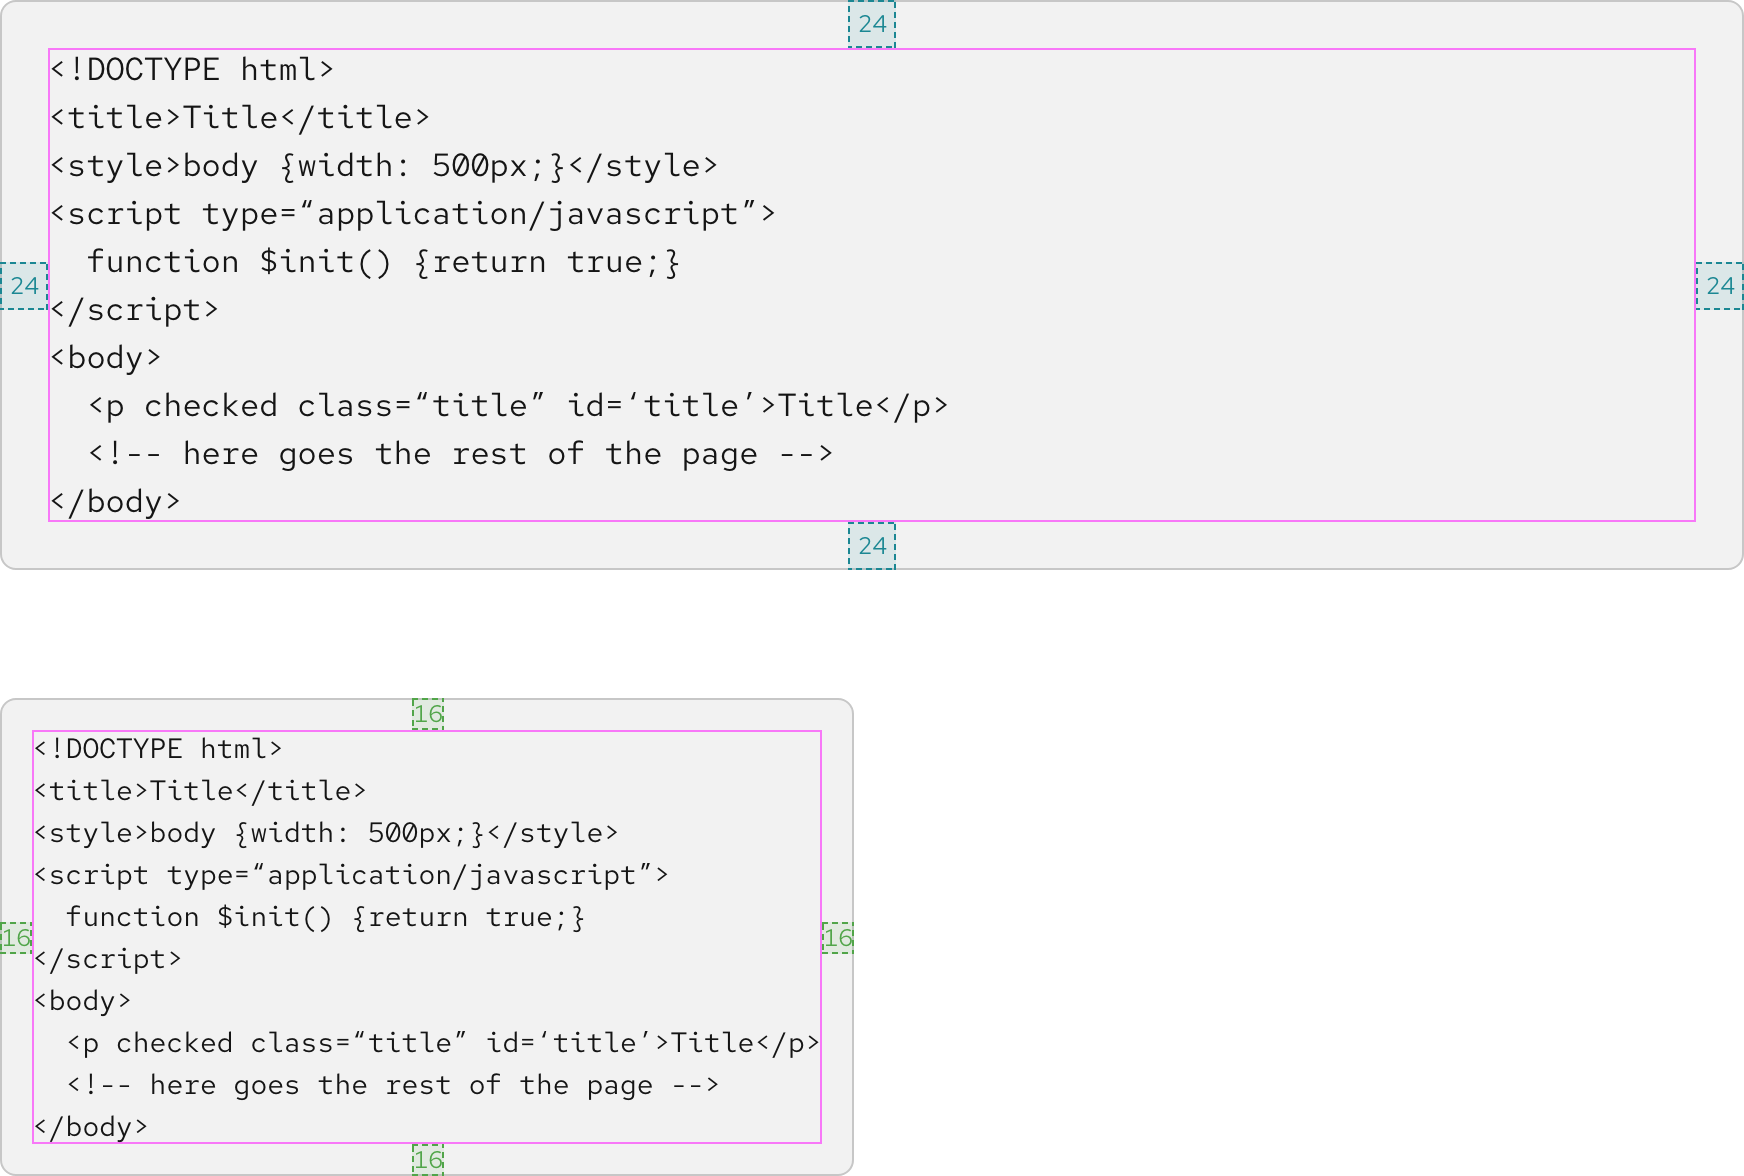 24
<!DOCTYPE html>
<title>Title</title>
<style>body {width: 500px;}</style>
<script type=“application/javascript”>
  function $init() {return true;}
24
24
</script>
<body>
  <p checked class=“title” id=‘title’>Title</p>
  <!-- here goes the rest of the page -->
</body>
24
16
<!DOCTYPE html>
<title>Title</title>
<style>body {width: 500px;}</style>
<script type=“application/javascript”>
  function $init() {return true;}
16
16
</script>
<body>
  <p checked class=“title” id=‘title’>Title</p>
  <!-- here goes the rest of the page -->
</body>
16